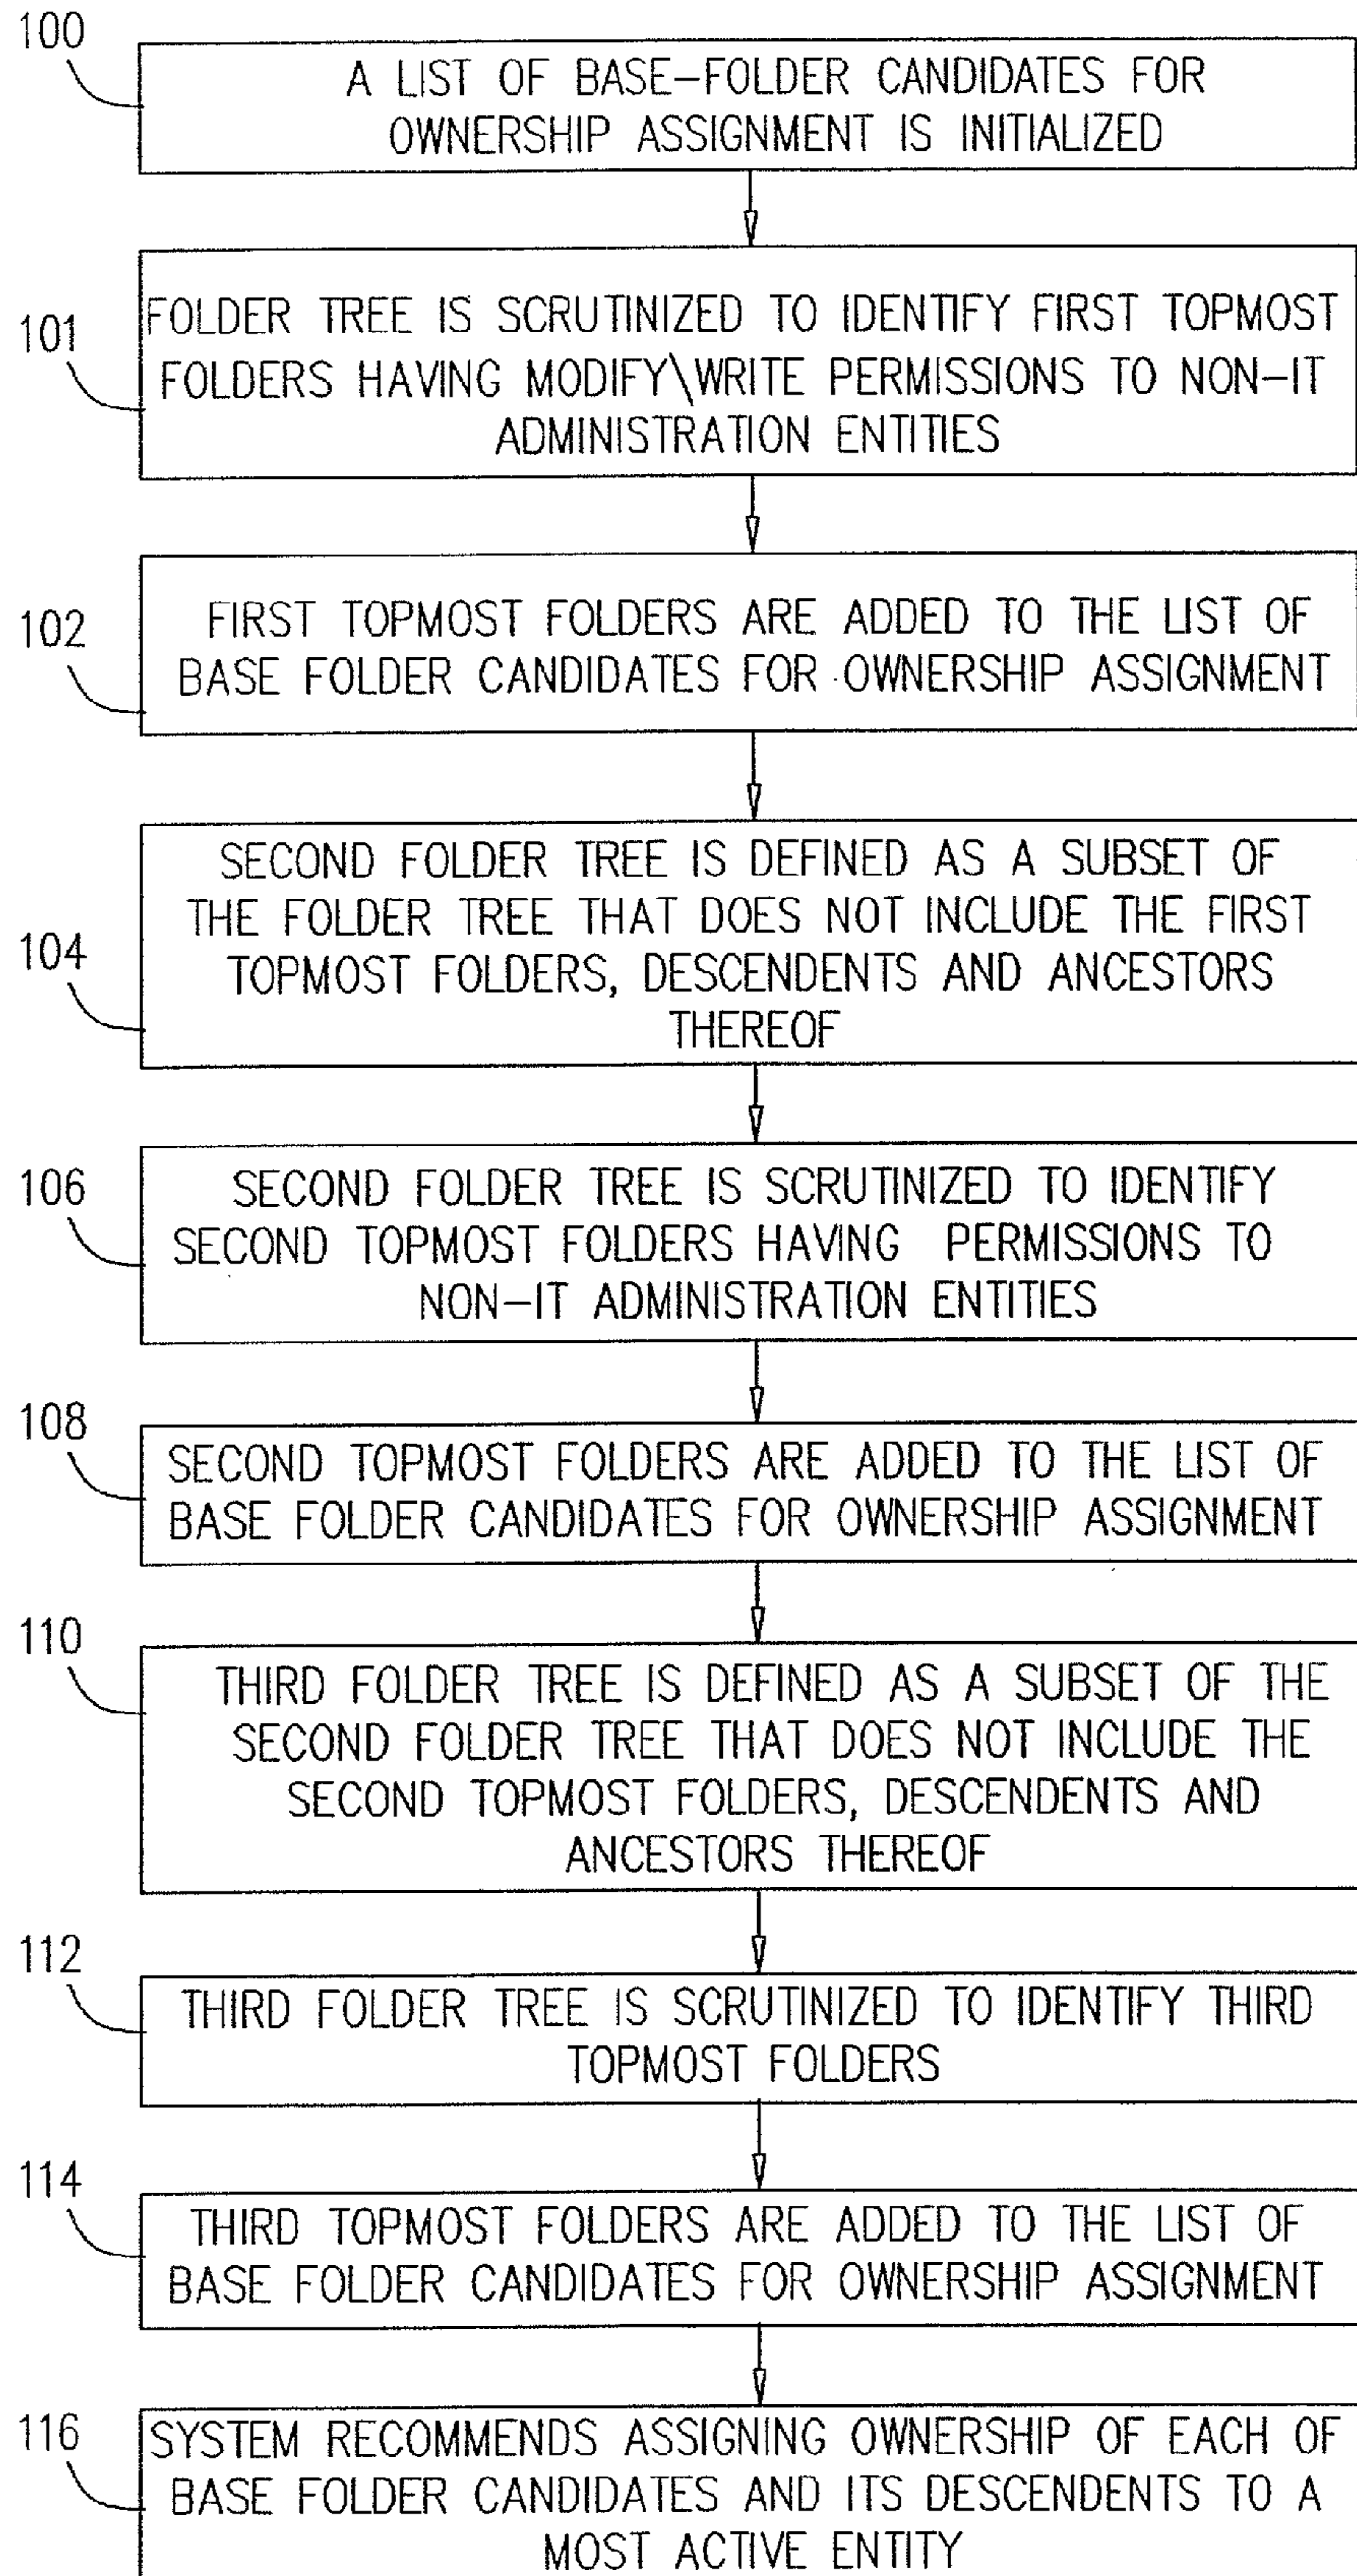 100
A LIST OF BASE-FOLDER CANDIDATES FOR
OWNERSHIP ASSIGNMENT IS INITIALIZED
101
FOLDER TREE IS SCRUTINIZED TO IDENTIFY FIRST TOPMOST
FOLDERS HAVING MODIFY\WRITE PERMISSIONS TO NON-IT
ADMINISTRATION ENTITIES
102
FIRST TOPMOST FOLDERS ARE ADDED TO THE LIST OF
BASE FOLDER CANDIDATES FOR OWNERSHIP ASSIGNMENT
104
SECOND FOLDER TREE IS DEFINED AS A SUBSET OF
THE FOLDER TREE THAT DOES NOT INCLUDE THE FIRST
TOPMOST FOLDERS, DESCENDENTS AND ANCESTORS
THEREOF
106
SECOND FOLDER TREE IS SCRUTINIZED TO IDENTIFY
SECOND TOPMOST FOLDERS HAVING PERMISSIONS TO
NON-IT ADMINISTRATION ENTITIES
108
SECOND TOPMOST FOLDERS ARE ADDED TO THE LIST OF
BASE FOLDER CANDIDATES FOR OWNERSHIP ASSIGNMENT
110
THIRD FOLDER TREE IS DEFINED AS A SUBSET OF THE
SECOND FOLDER TREE THAT DOES NOT INCLUDE THE
SECOND TOPMOST FOLDERS, DESCENDENTS AND
ANCESTORS THEREOF
112
THIRD FOLDER TREE IS SCRUTINIZED TO IDENTIFY THIRD
TOPMOST FOLDERS
114
THIRD TOPMOST FOLDERS ARE ADDED TO THE LIST OF
BASE FOLDER CANDIDATES FOR OWNERSHIP ASSIGNMENT
116
SYSTEM RECOMMENDS ASSIGNING OWNERSHIP OF EACH OF
BASE FOLDER CANDIDATES AND ITS DESCENDENTS TO A
MOST ACTIVE ENTITY